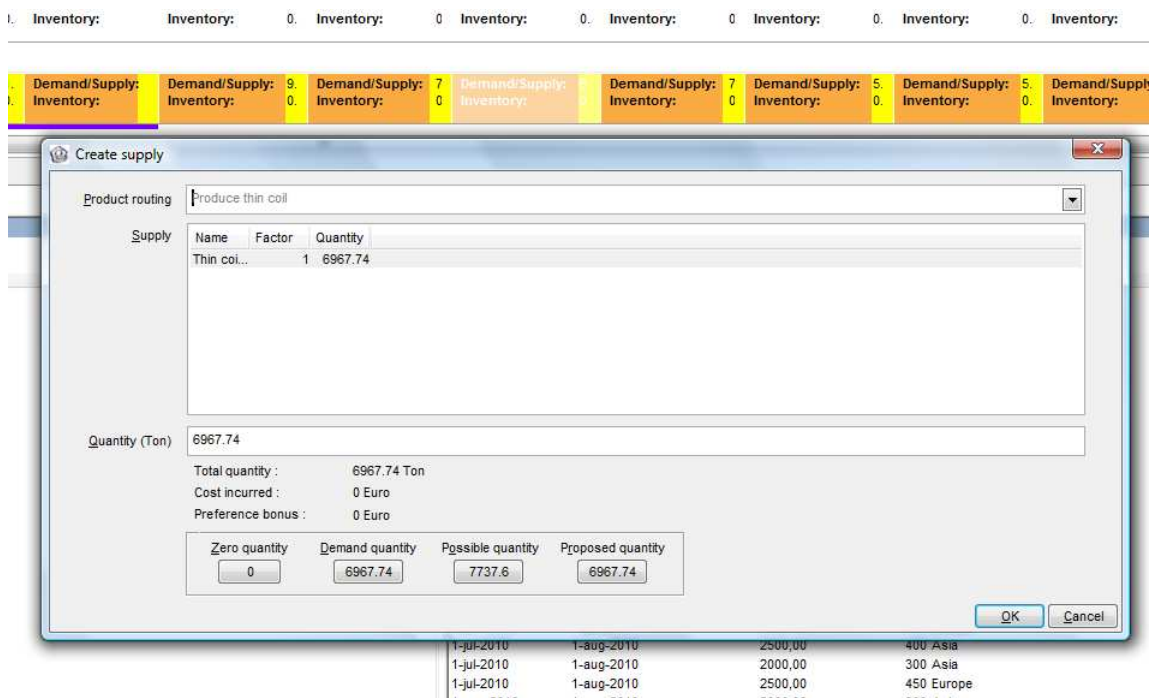 0. Inventory: Inventory: 0. Inventory: 0 Inventory: 0. Inventory: 0 Inventory: 0. Inventory: 0. Inventory:
Demand/Supply: Demand/Supply: 9. Demand/Supply: 7 Demand/Supply: Demand/Supply: 7 Demand/Supply: 5. Demand/Supply: 5. Demand/Supply
0. Inventory: Inventory: 0. Inventory: 0 Inventory: Inventory: 0 Inventory: 0. Inventory: 0. Inventory:
Create supply
Product routing Produce thin coil
Supply Name Factor Quantity
Thin coi... 1 6967.74
Quantity (Ton) 6967.74
Total quantity : 6967.74 Ton
Cost incurred : 0 Euro
Preference bonus : 0 Euro
Zero quantity Demand quantity Possible quantity Proposed quantity
0 6967.74 7737.6 6967.74
OK Cancel
1-jul-2010 1-aug-2010 2500,00 400 Asia
1-jul-2010 1-aug-2010 2000,00 300 Asia
1-jul-2010 1-aug-2010 2500,00 450 Europe